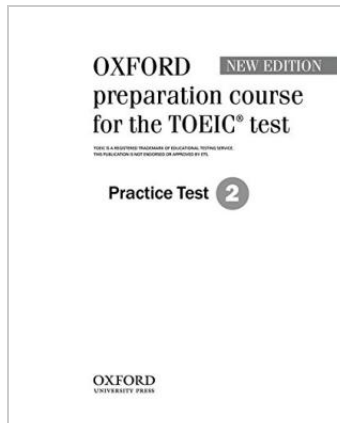 OXFORD NEW EDITION
preparation course
for the TOEIC® test
TOEIC IS A REGISTERED TRADEMARK OF EDUCATIONAL TESTING SERVICE.
THIS PUBLICATION IS NOT ENDORSED OR APPROVED BY ETS.
Practice Test 2
OXFORD
UNIVERSITY PRESS